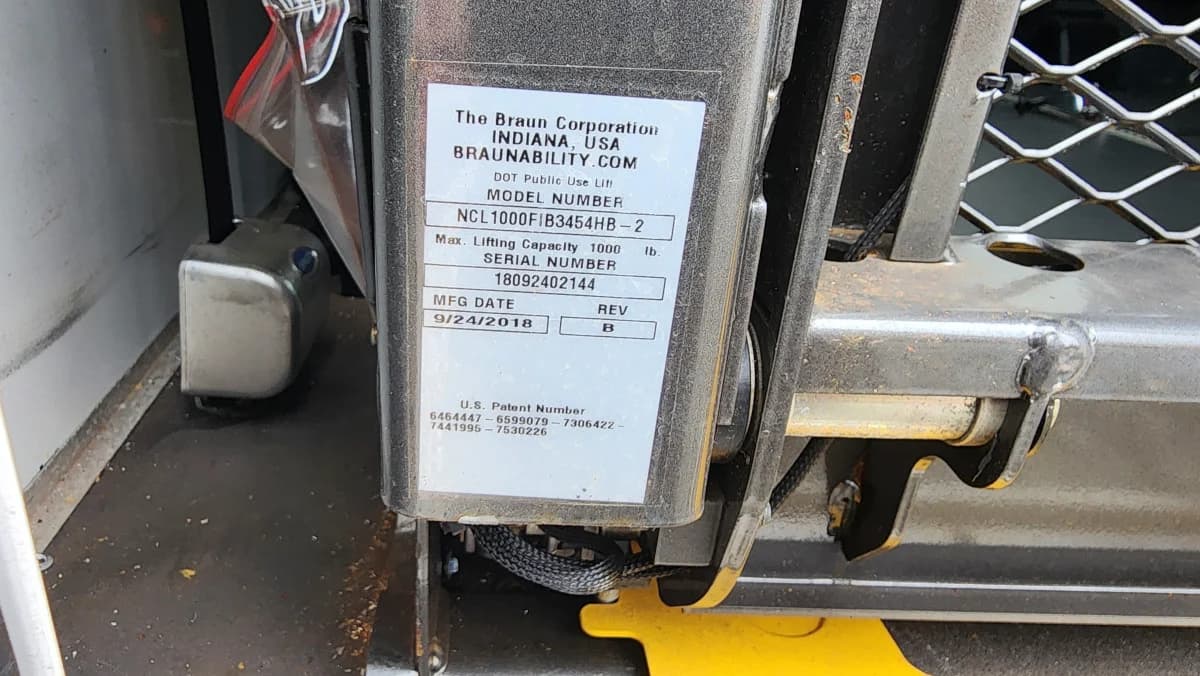 The Braun Corporation
INDIANA, USA
BRAUNABILITY.COM
DOT Public Use Lift
MODEL NUMBER
NCL1000FIB3454HB-2
Max. Lifting Capacity 1000 lb.
SERIAL NUMBER
18092402144
MFG DATE REV
9/24/2018 B
U.S. Patent Number
6464447 - 6599079 - 7306422 -
7441995 - 7530226